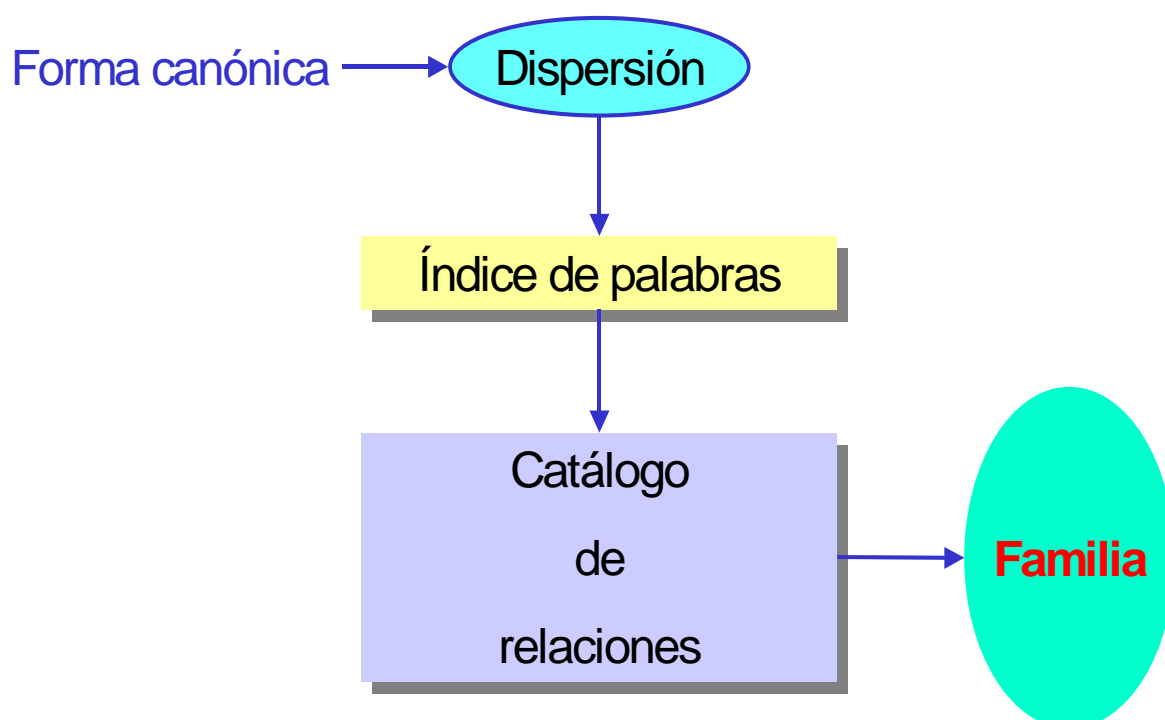 Forma canónica
Dispersión
Índice de palabras
Catálogo
de
relaciones
Familia